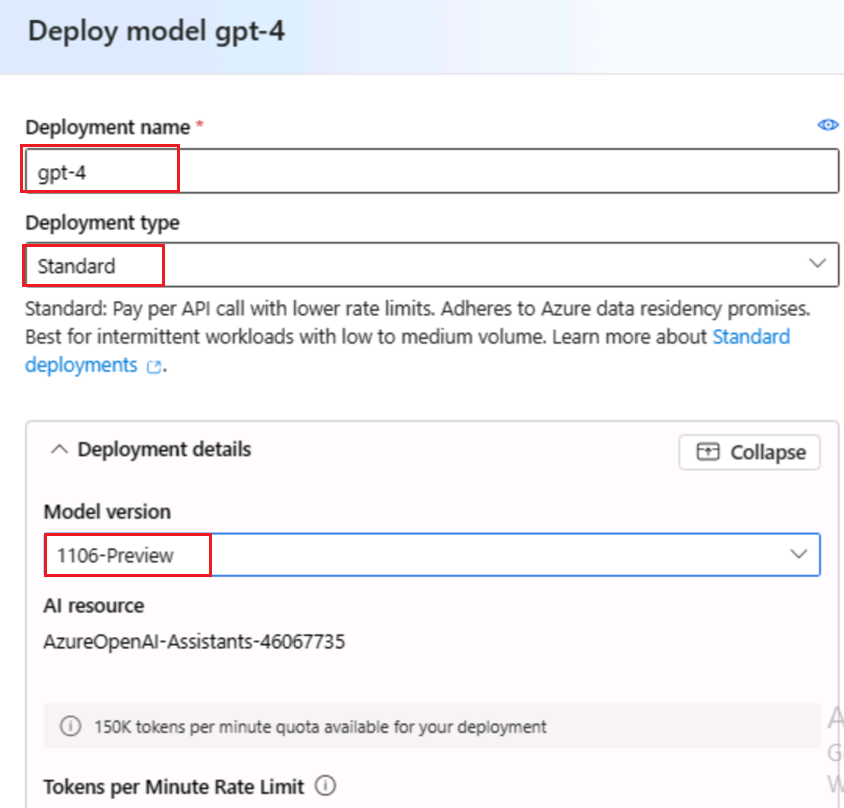 Deploy model gpt-4
Deployment name *
gpt-4
Deployment type
Standard
Standard: Pay per API call with lower rate limits. Adheres to Azure data residency promises.
Best for intermittent workloads with low to medium volume. Learn more about Standard
deployments .
Deployment details
Collapse
Model version
1106-Preview
AI resource
AzureOpenAI-Assistants-46067735
150K tokens per minute quota available for your deployment
Tokens per Minute Rate Limit